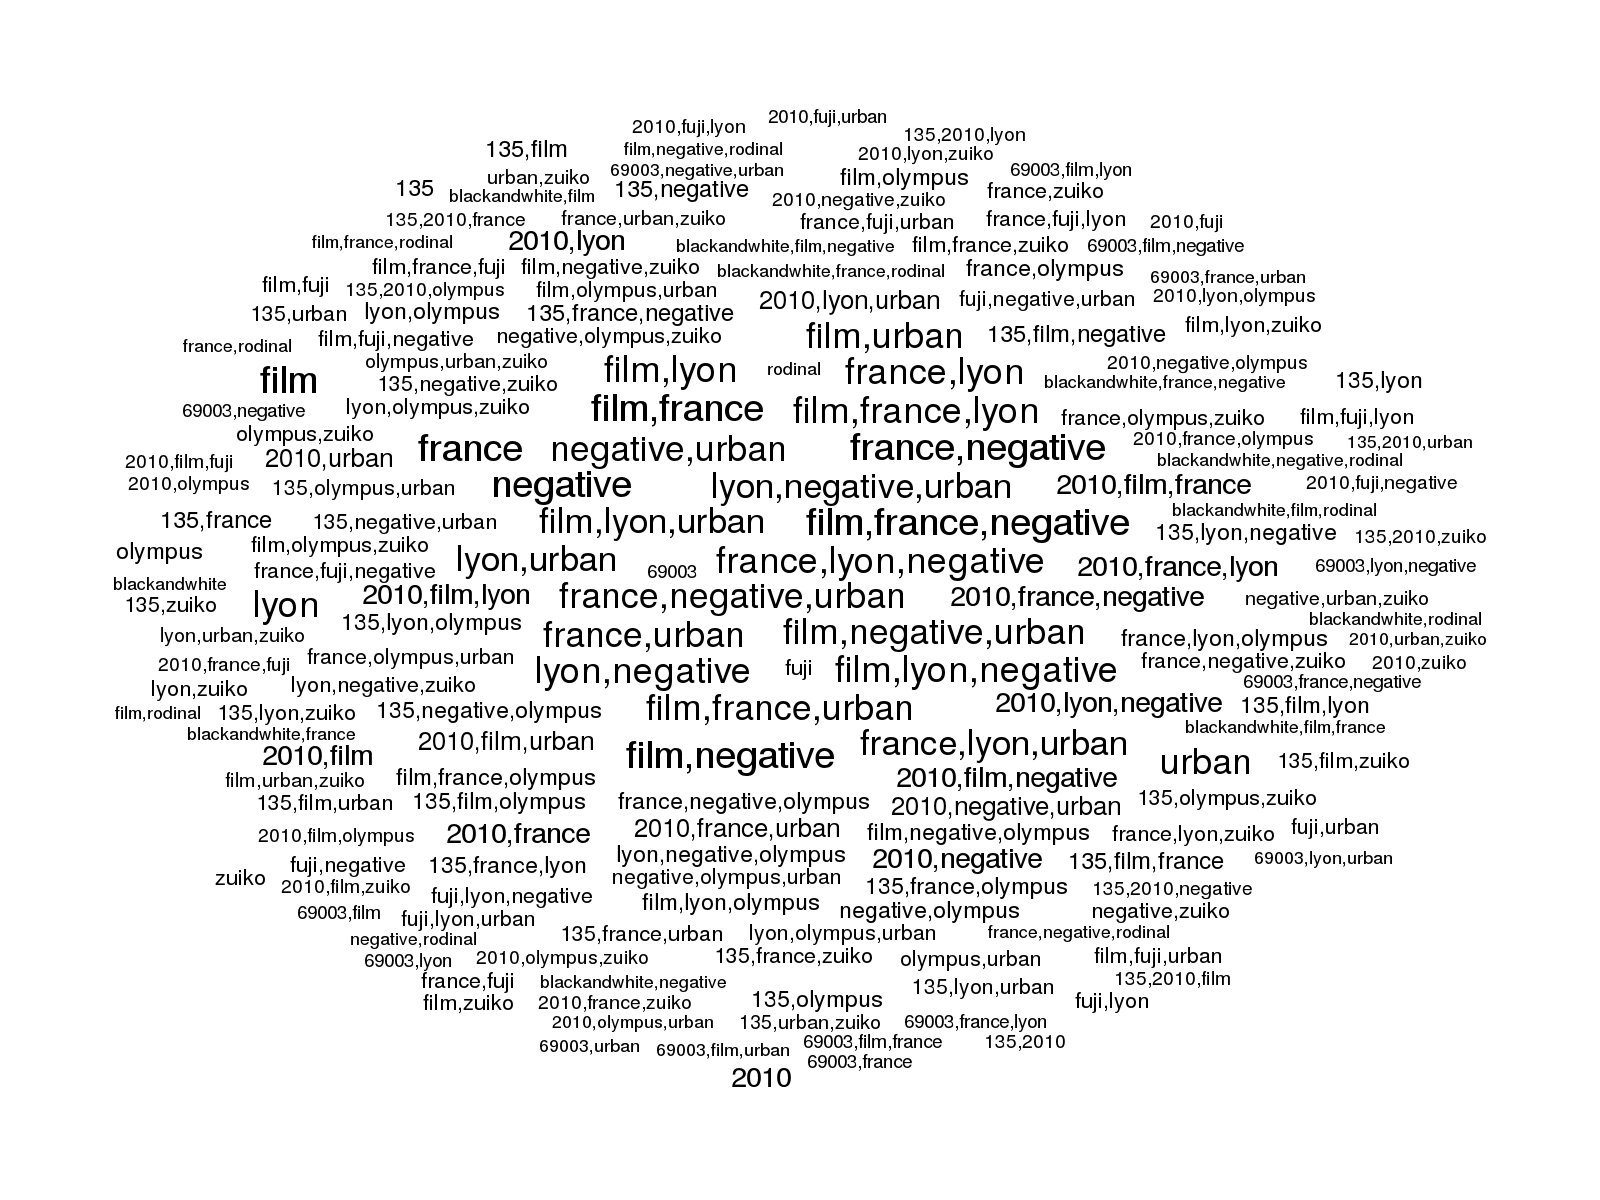 2010,fuji,lyon 2010,fuji,urban
135,film film,negative,rodinal 2010,lyon,zuiko 135,2010,lyon
urban,zuiko 69003,negative,urban film,olympus 69003,film,lyon
135 blackandwhite,film 135,negative 2010,negative,zuiko france,zuiko
135,2010,france france,urban,zuiko france,fuji,urban france,fuji,lyon 2010,fuji
film,france,rodinal 2010,lyon blackandwhite,film,negative film,france,zuiko 69003,film,negative
film,france,fuji film,negative,zuiko blackandwhite,france,rodinal france,olympus 69003,france,urban
film,fuji 135,2010,olympus film,olympus,urban 2010,lyon,urban fuji,negative,urban 2010,lyon,olympus
135,urban lyon,olympus 135,france,negative
france,rodinal film,fuji,negative negative,olympus,zuiko film,urban 135,film,negative film,lyon,zuiko
olympus,urban,zuiko film,lyon rodinal france,lyon 2010,negative,olympus
film 135,negative,zuiko blackandwhite,france,negative 135,lyon
69003,negative lyon,olympus,zuiko film,france film,france,lyon france,olympus,zuiko film,fuji,lyon
olympus,zuiko france negative,urban france,negative 2010,france,olympus 135,2010,urban
2010,film,fuji 2010,urban blackandwhite,negative,rodinal
2010,olympus 135,olympus,urban negative lyon,negative,urban 2010,film,france 2010,fuji,negative
135,france 135,negative,urban film,lyon,urban film,france,negative blackandwhite,film,rodinal
135,lyon,negative 135,2010,zuiko
olympus film,olympus,zuiko lyon,urban france,lyon,negative 2010,france,lyon 69003,lyon,negative
france,fuji,negative 69003
blackandwhite 2010,film,lyon france,negative,urban 2010,france,negative negative,urban,zuiko
135,zuiko lyon 135,lyon,olympus blackandwhite,rodinal
lyon,urban,zuiko france,urban film,negative,urban france,lyon,olympus 2010,urban,zuiko
2010,france,fuji france,olympus,urban lyon,negative fuji film,lyon,negative france,negative,zuiko 2010,zuiko
lyon,zuiko lyon,negative,zuiko 69003,france,negative
film,rodinal 135,lyon,zuiko 135,negative,olympus film,france,urban 2010,lyon,negative 135,film,lyon
blackandwhite,france blackandwhite,film,france
2010,film 2010,film,urban film,negative france,lyon,urban urban 135,film,zuiko
film,urban,zuiko film,france,olympus 2010,film,negative
135,film,urban 135,film,olympus france,negative,olympus 2010,negative,urban 135,olympus,zuiko
2010,film,olympus 2010,france 2010,france,urban film,negative,olympus france,lyon,zuiko fuji,urban
fuji,negative 135,france,lyon lyon,negative,olympus 2010,negative 135,film,france 69003,lyon,urban
zuiko 2010,film,zuiko fuji,lyon,negative negative,olympus,urban 135,france,olympus 135,2010,negative
69003,film fuji,lyon,urban film,lyon,olympus negative,olympus negative,zuiko
negative,rodinal 135,france,urban lyon,olympus,urban france,negative,rodinal
69003,lyon 2010,olympus,zuiko 135,france,zuiko olympus,urban film,fuji,urban
france,fuji blackandwhite,negative 135,lyon,urban 135,2010,film
film,zuiko 2010,france,zuiko 135,olympus fuji,lyon
2010,olympus,urban 135,urban,zuiko 69003,france,lyon
69003,urban 69003,film,urban 69003,film,france 135,2010
69003,france
2010